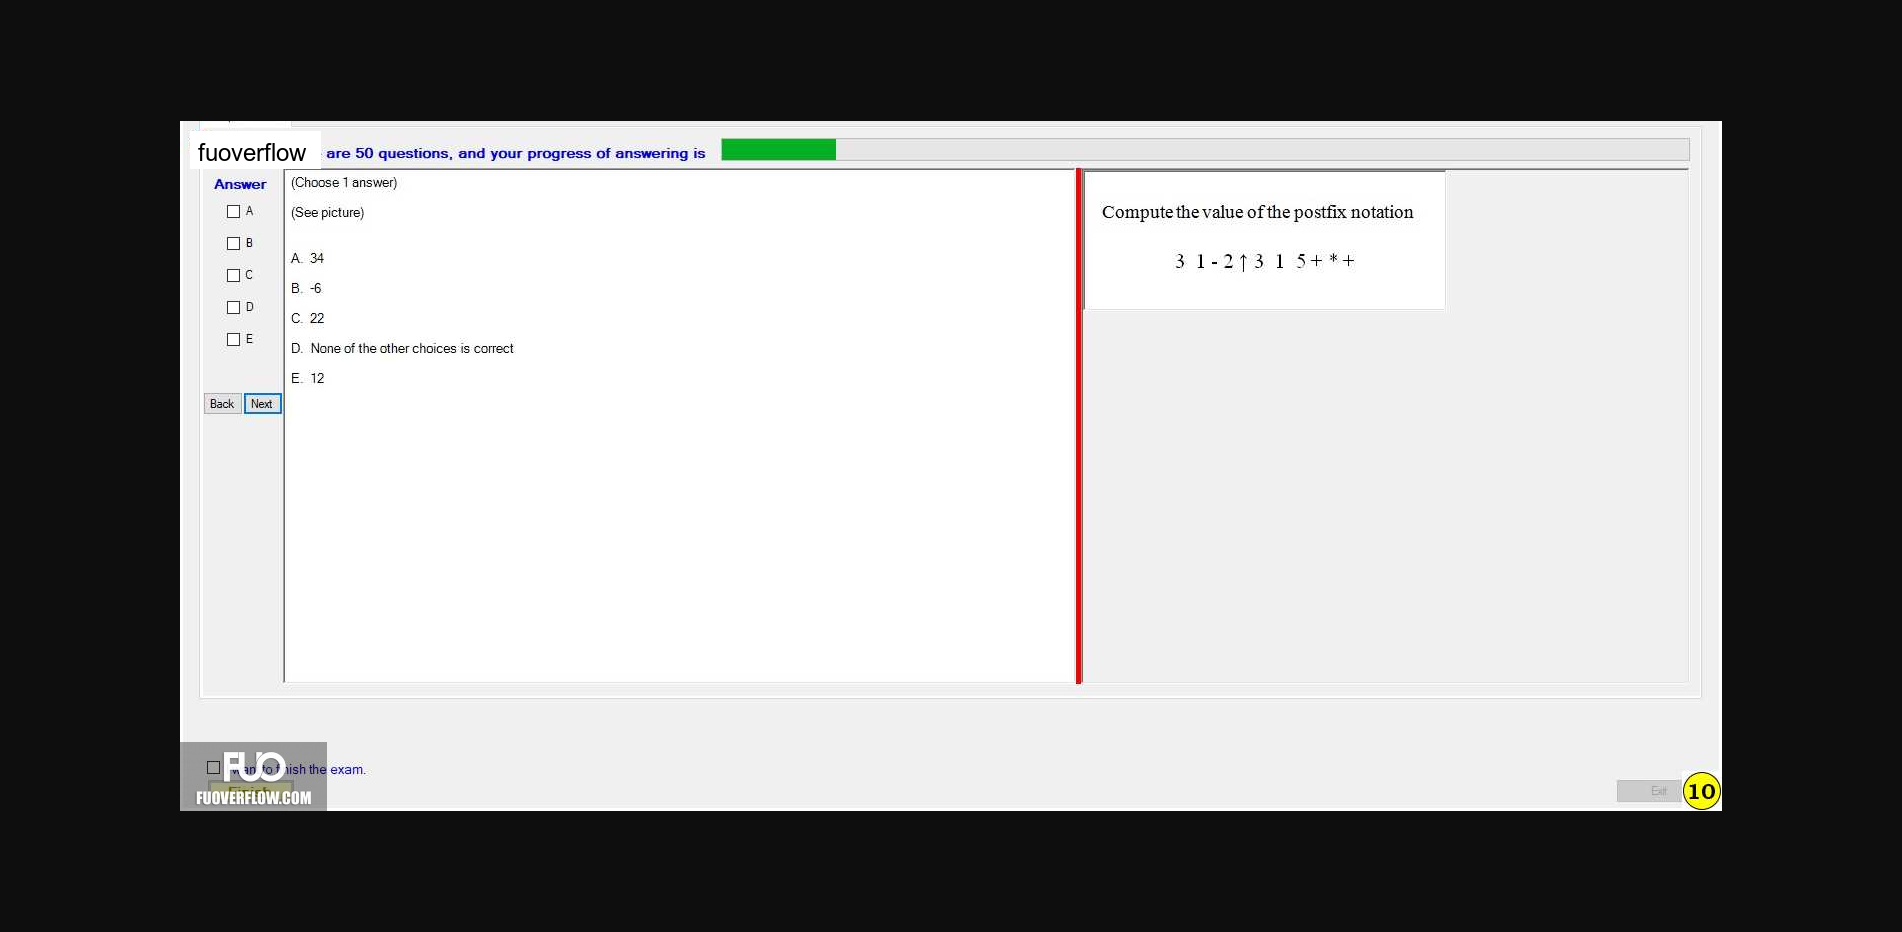 fuoverflow are 50 questions, and your progress of answering is
Answer
A
B
C
D
E
Back Next
(Choose 1 answer)
(See picture)
A. 34
B. -6
C. 22
D. None of the other choices is correct
E. 12
Compute the value of the postfix notation
3 1 - 2 ↑ 3 1 5 + * +
want to finish the exam.
Finish
FUO
FUOVERFLOW.COM
Exit
10